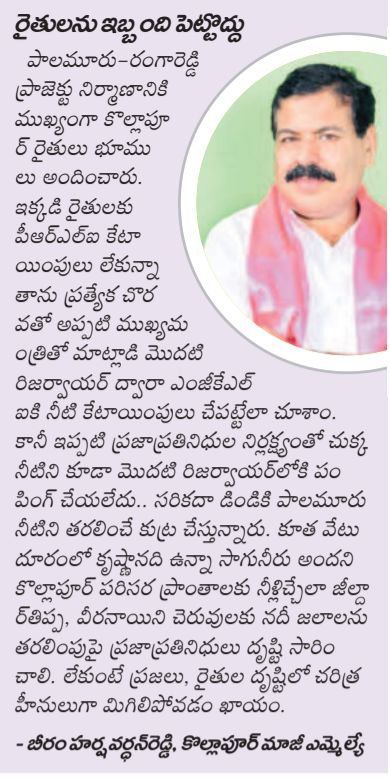 రైతులను ఇబ్బంది పెట్టొద్దు
పాలమూరు–రంగారెడ్డి
ప్రాజెక్టు నిర్మాణానికి
ముఖ్యంగా కొల్లాపూ
ర్ రైతులు భూము
లు అందించారు.
ఇక్కడి రైతులకు
పీఆర్ఎల్ఐ కేటా
యింపులు లేకున్నా
తాను ప్రత్యేక చొర
వతో అప్పటి ముఖ్యమ
ంత్రితో మాట్లాడి మొదటి
రిజర్వాయర్ ద్వారా ఎంజీకేఎల్
ఐకి నీటి కేటాయింపులు చేపట్టేలా చూశాం.
కానీ ఇప్పటి ప్రజాప్రతినిధుల నిర్లక్ష్యంతో చుక్క
నీటిని కూడా మొదటి రిజర్వాయర్‌లోకి పం
పింగ్ చేయలేదు.. సరికదా డిండికి పాలమూరు
నీటిని తరలించే కుట్ర చేస్తున్నారు. కూత వేటు
దూరంలో కృష్ణానది ఉన్నా సాగునీరు అందని
కొల్లాపూర్ పరిసర ప్రాంతాలకు నీళ్లిచ్చేలా జీల్దా
ర్‌తిప్ప, వీరనాయిని చెరువులకు నదీ జలాలను
తరలింపుపై ప్రజాప్రతినిధులు దృష్టి సారిం
చాలి. లేకుంటే ప్రజలు, రైతుల దృష్టిలో చరిత్ర
హీనులుగా మిగిలిపోవడం ఖాయం.
- బీరం హర్షవర్ధన్‌రెడ్డి, కొల్లాపూర్ మాజీ ఎమ్మెల్యే